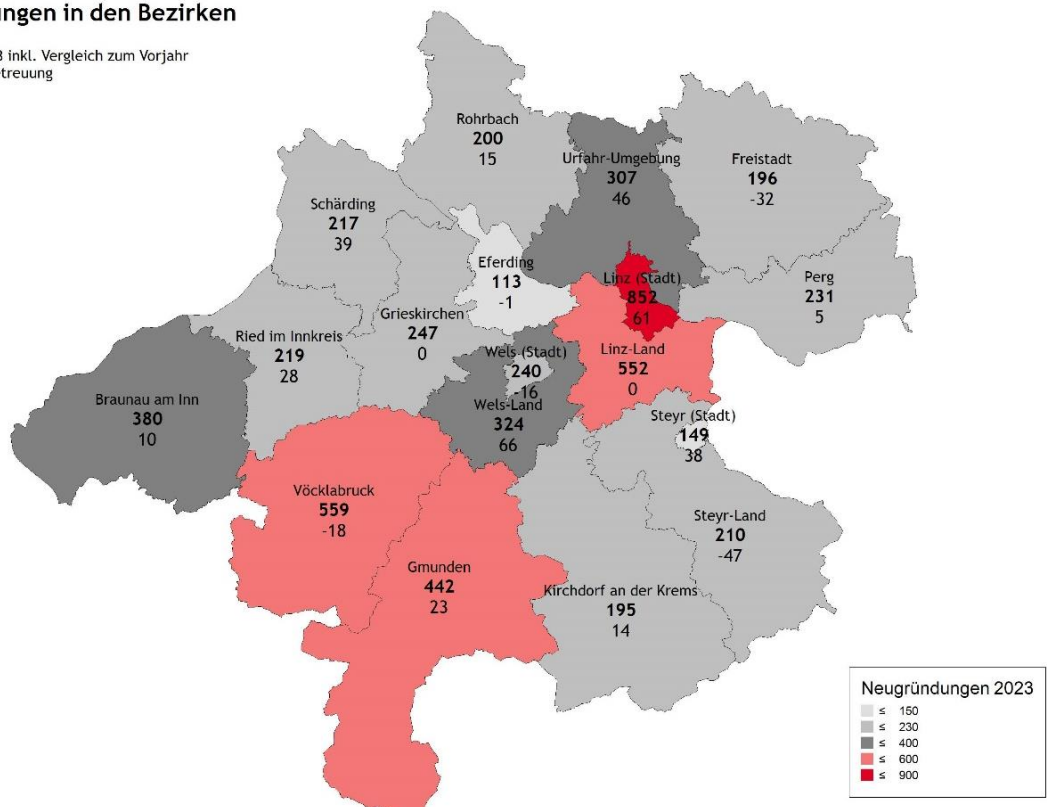 ngen in den Bezirken
inkl. Vergleich zum Vorjahr
treuung
Rohrbach
200
15
Urfahr-Umgebung
307
46
Freistadt
196
-32
Schärding
217
39
Eferding
113
-1
Linz (Stadt)
852
61
Perg
231
5
Grieskirchen
247
0
Ried im Innkreis
219
28
Wels (Stadt)
240
-16
Linz-Land
552
0
Braunau am Inn
380
10
Wels-Land
324
66
Steyr (Stadt)
149
38
Vöcklabruck
559
-18
Steyr-Land
210
-47
Gmunden
442
23
Kirchdorf an der Krems
195
14
Neugründungen 2023
≤ 150
≤ 230
≤ 400
≤ 600
≤ 900